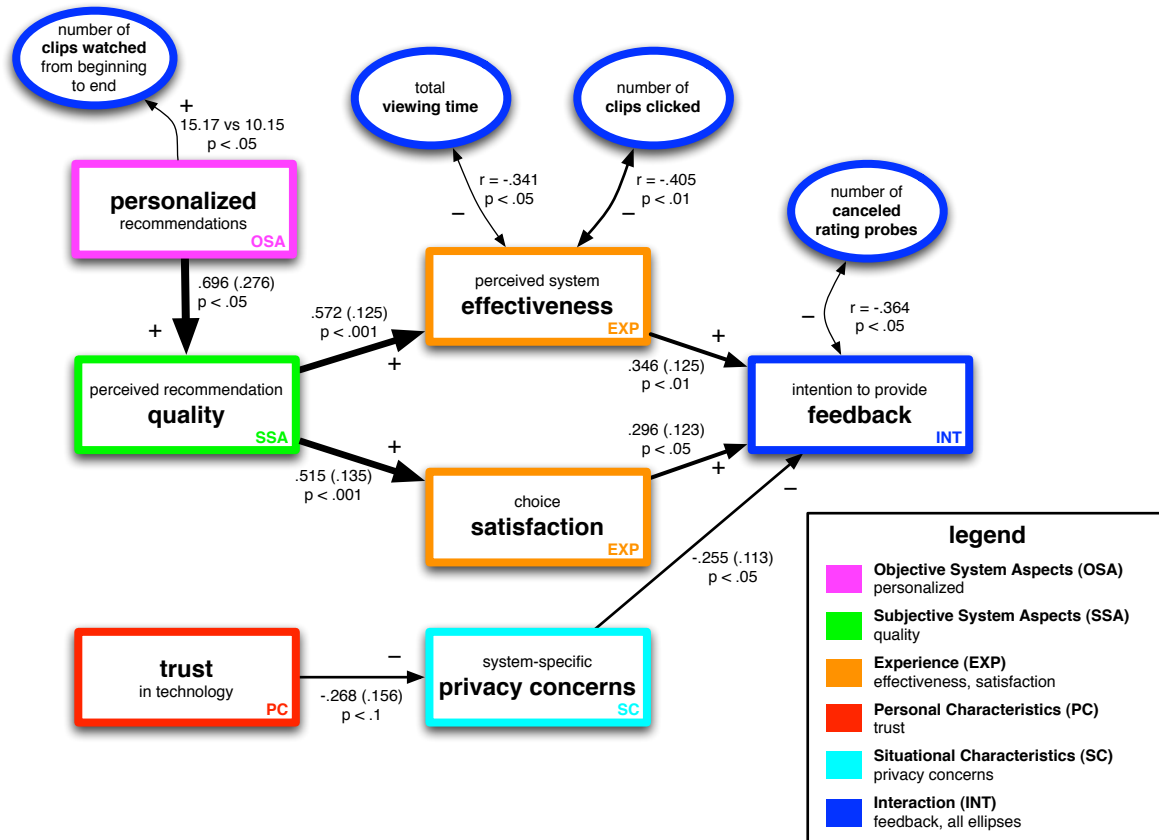 number of
clips watched
from beginning
to end
+
15.17 vs 10.15
p < .05
personalized
recommendations
OSA
.696 (.276)
p < .05
+
perceived recommendation
quality
SSA
.572 (.125)
p < .001
+
+
.515 (.135)
p < .001
total
viewing time
r = -.341
p < .05
–
number of
clips clicked
r = -.405
p < .01
–
perceived system
effectiveness
EXP
choice
satisfaction
EXP
+
.346 (.125)
p < .01
.296 (.123)
p < .05
+
number of
canceled
rating probes
–
r = -.364
p < .05
intention to provide
feedback
INT
–
-.255 (.113)
p < .05
trust
in technology
PC
–
-.268 (.156)
p < .1
system-specific
privacy concerns
SC
legend
Objective System Aspects (OSA)
personalized
Subjective System Aspects (SSA)
quality
Experience (EXP)
effectiveness, satisfaction
Personal Characteristics (PC)
trust
Situational Characteristics (SC)
privacy concerns
Interaction (INT)
feedback, all ellipses